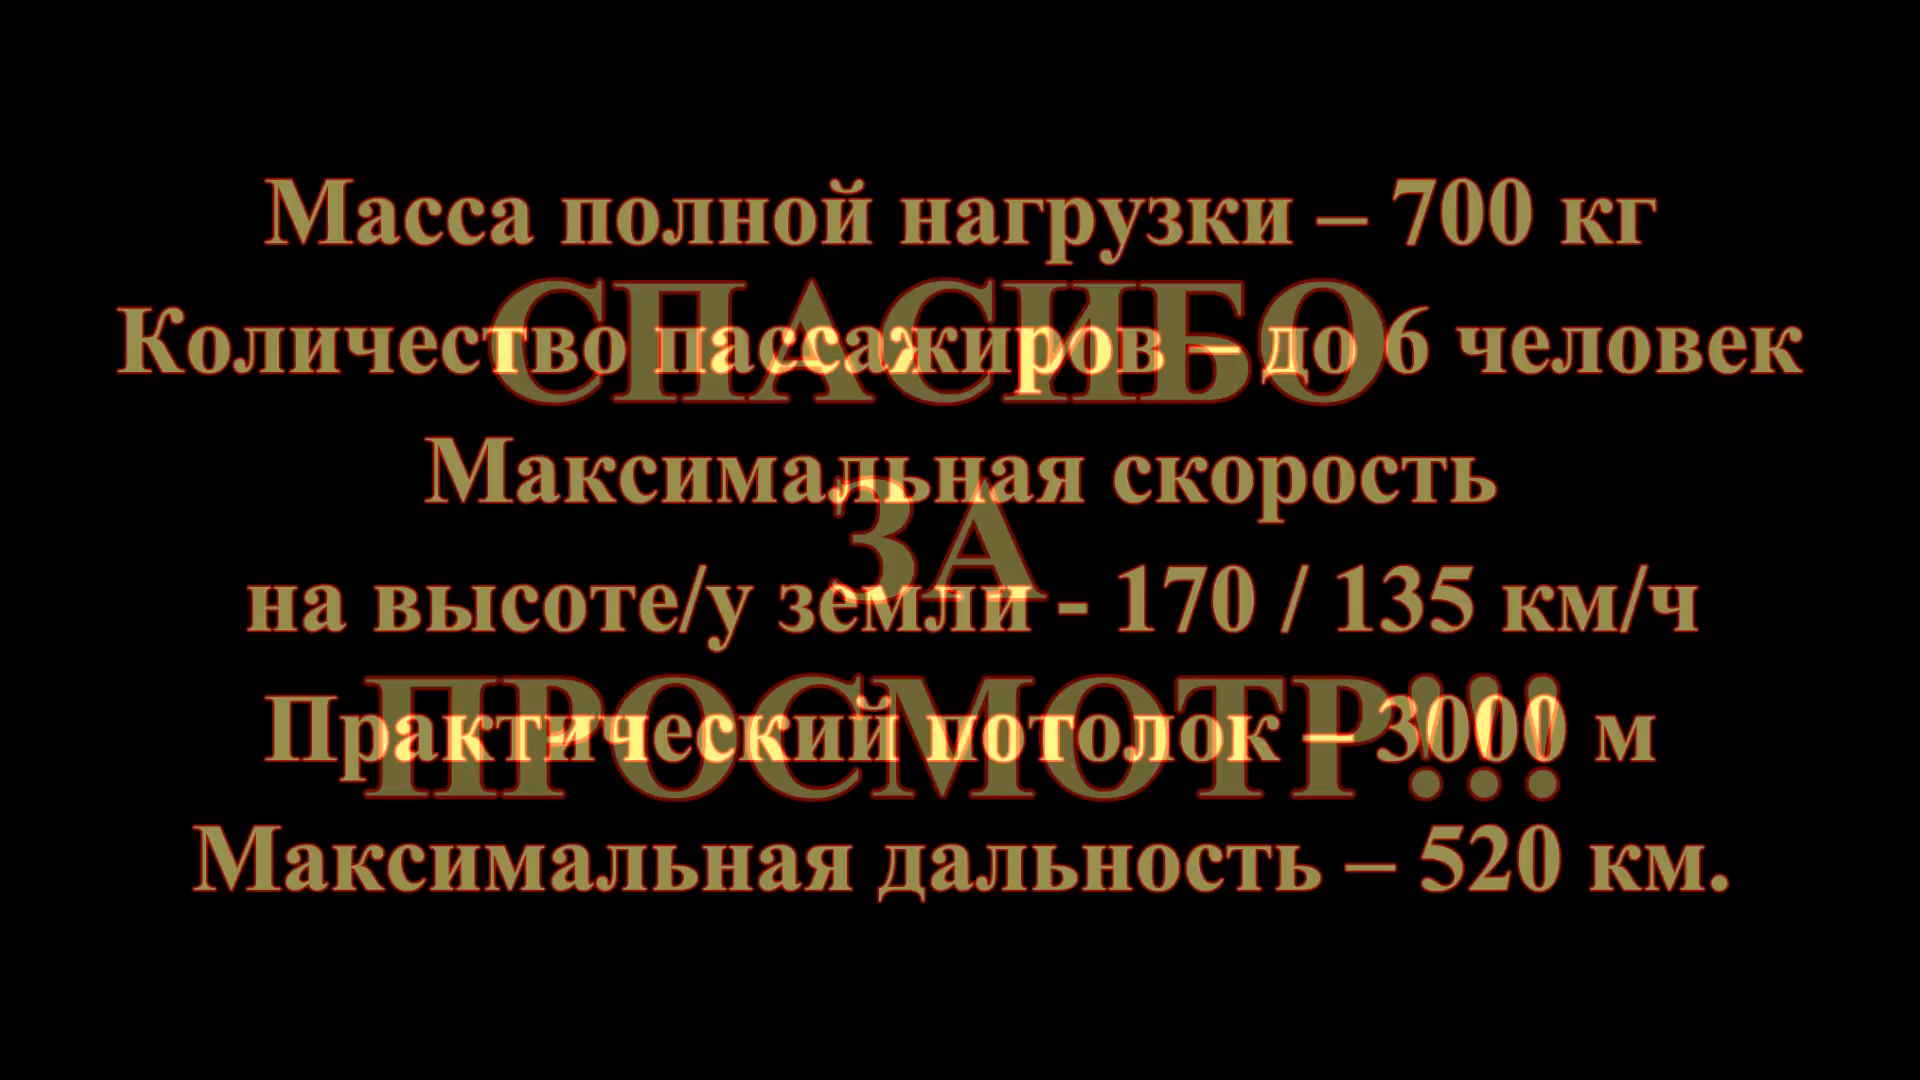 Масса полной нагрузки – 700 кг
СПАСИБО
Количество пассажиров – до 6 человек
Максимальная скорость
ЗА
на высоте/у земли - 170 / 135 км/ч
ПРОСМОТР!!!
Практический потолок – 3000 м
Максимальная дальность – 520 км.